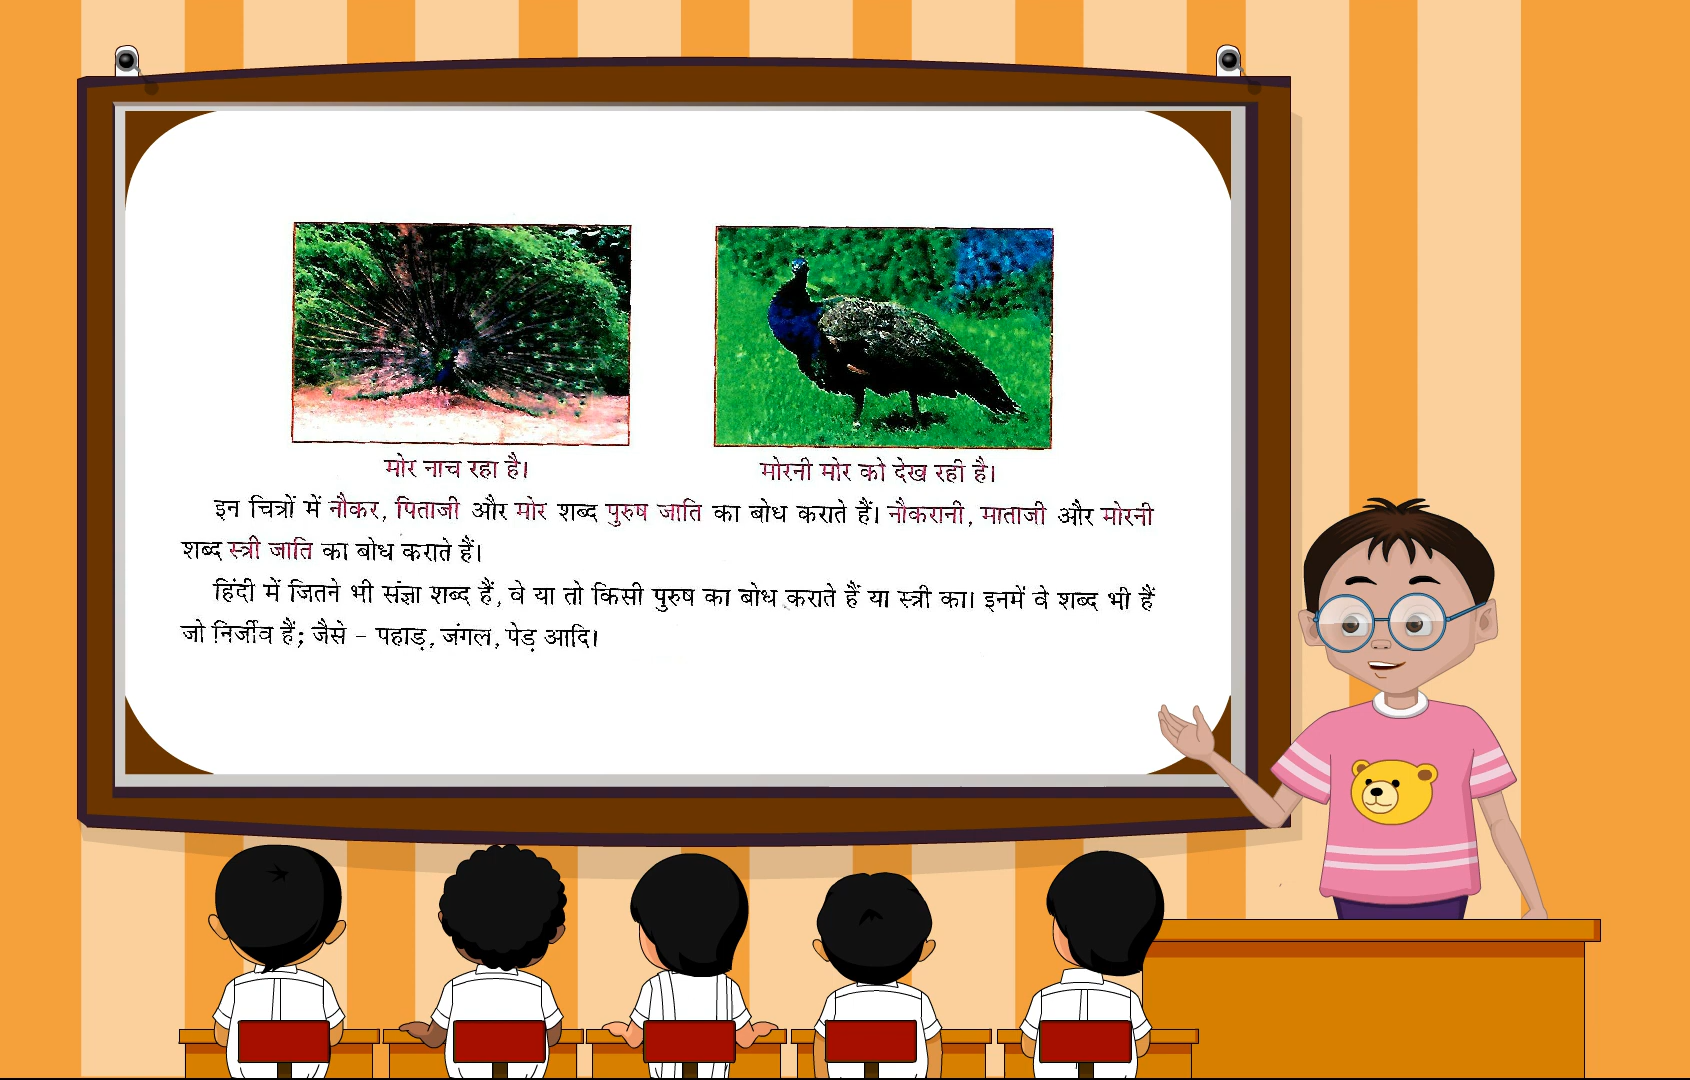 मोर नाच रहा है।
मोरनी मोर को देख रही है।
इन चित्रों में नौकर, पिताजी और मोर शब्द पुरुष जाति का बोध कराते हैं। नौकरानी, माताजी और मोरनी
शब्द स्त्री जाति का बोध कराते हैं।
हिंदी में जितने भी संज्ञा शब्द हैं, वे या तो किसी पुरुष का बोध कराते हैं या स्त्री का। इनमें वे शब्द भी हैं
जो निर्जीव हैं; जैसे – पहाड़, जंगल, पेड़ आदि।